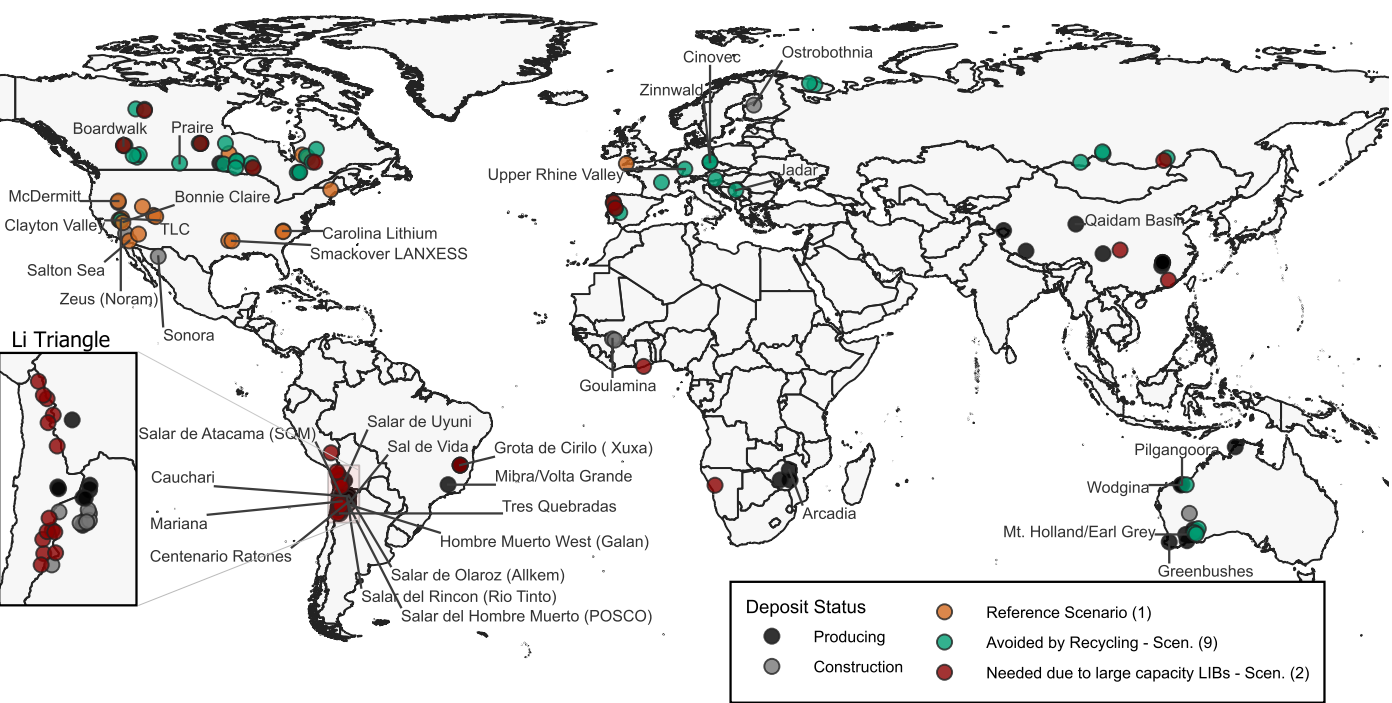 Cinovec
Ostrobothnia
Zinnwald
Boardwalk
Praire
Upper Rhine Valley
Jadar
McDermitt
Bonnie Claire
Clayton Valley
TLC
Carolina Lithium
Smackover LANXESS
Qaidam Basin
Salton Sea
Zeus (Noram)
Sonora
Li Triangle
Goulamina
Salar de Uyuni
Salar de Atacama (SQM)
Sal de Vida
Grota de Cirilo ( Xuxa)
Pilgangoora
Cauchari
Mibra/Volta Grande
Wodgina
Tres Quebradas
Arcadia
Mariana
Mt. Holland/Earl Grey
Hombre Muerto West (Galan)
Centenario Ratones
Greenbushes
Salar de Olaroz (Allkem)
Salar del Rincon (Rio Tinto)
Salar del Hombre Muerto (POSCO)
Deposit Status
Producing
Construction
Reference Scenario (1)
Avoided by Recycling - Scen. (9)
Needed due to large capacity LIBs - Scen. (2)